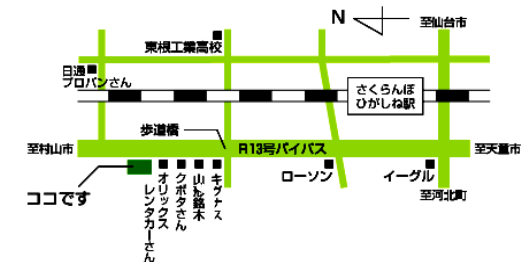 N
至仙台市
東根工業高校
日通
プロパンさん
さくらんぼ
ひがしね駅
歩道橋
至村山市
R13号バイパス
至天童市
ココです
オリックス
レンタカーさん
クボタさん
山形銘木
キグナス
ローソン
イーグル
至河北町